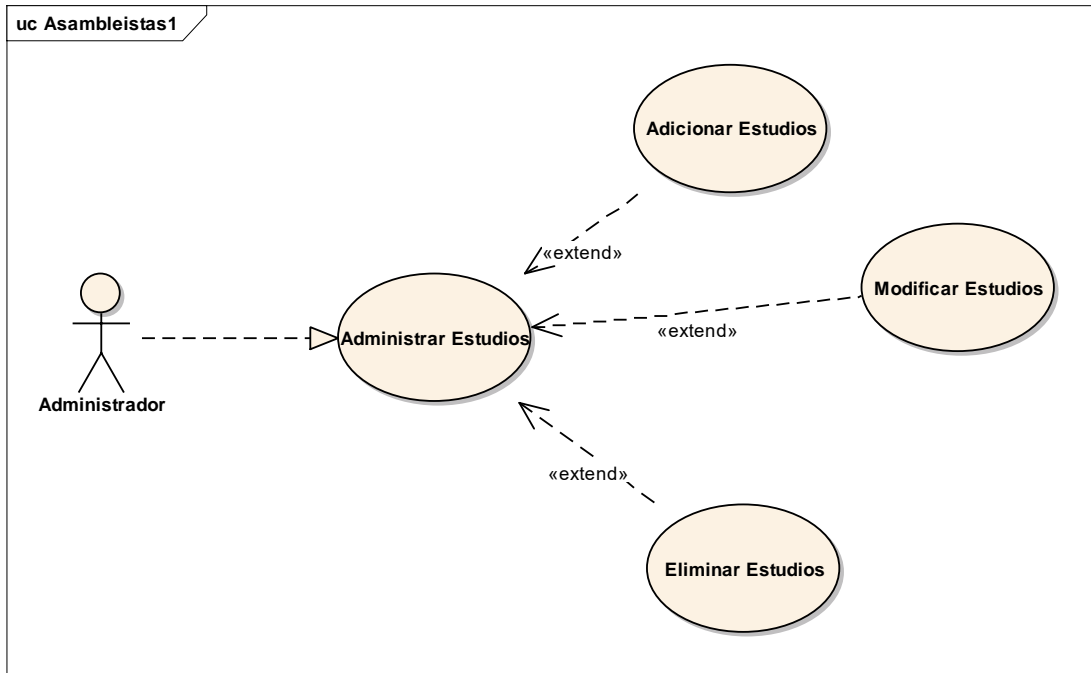 uc Asambleistas1
Adicionar Estudios
«extend»
Modificar Estudios
«extend»
Administrar Estudios
Administrador
«extend»
Eliminar Estudios